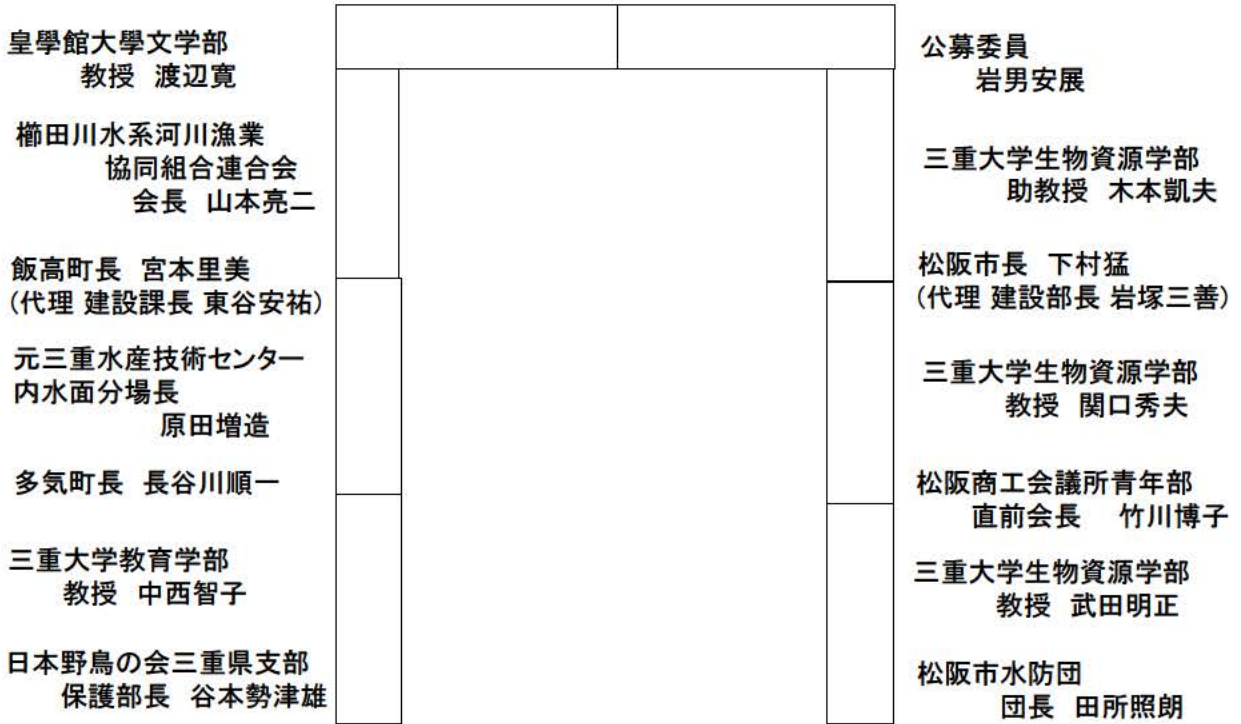 皇學館大學文学部
教授 渡辺寛
櫛田川水系河川漁業
協同組合連合会
会長 山本亮二
飯高町長 宮本里美
(代理 建設課長 東谷安祐)
元三重水産技術センター
内水面分場長
原田増造
多気町長 長谷川順一
三重大学教育学部
教授 中西智子
日本野鳥の会三重県支部
保護部長 谷本勢津雄
公募委員
岩男安展
三重大学生物資源学部
助教授 木本凱夫
松阪市長 下村猛
(代理 建設部長 岩塚三善)
三重大学生物資源学部
教授 関口秀夫
松阪商工会議所青年部
直前会長 竹川博子
三重大学生物資源学部
教授 武田明正
松阪市水防団
団長 田所照朗